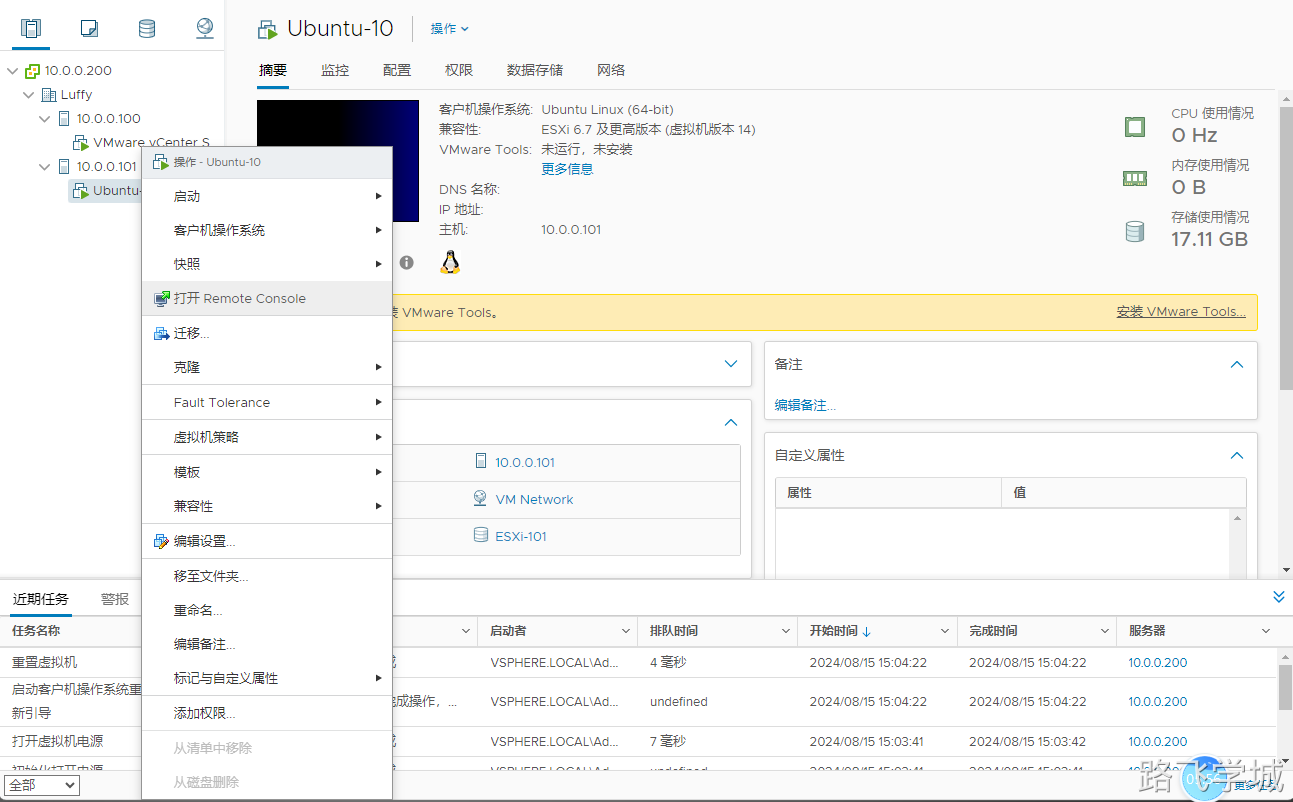 Ubuntu-10
操作
10.0.0.200
Luffy
10.0.0.100
VMware vCenter S
10.0.0.101
Ubuntu-
摘要
监控
配置
权限
数据存储
网络
客户机操作系统: Ubuntu Linux (64-bit)
兼容性: ESXi 6.7 及更高版本 (虚拟机版本 14)
VMware Tools: 未运行，未安装
更多信息
DNS 名称:
IP 地址:
主机: 10.0.0.101
CPU 使用情况
0 Hz
内存使用情况
0 B
存储使用情况
17.11 GB
操作 - Ubuntu-10
启动
客户机操作系统
快照
打开 Remote Console
迁移...
克隆
Fault Tolerance
虚拟机策略
模板
兼容性
编辑设置...
移至文件夹...
重命名...
编辑备注...
标记与自定义属性
添加权限...
从清单中移除
从磁盘删除
VMware Tools。
安装 VMware Tools...
10.0.0.101
VM Network
ESXi-101
备注
编辑备注...
自定义属性
属性 值
近期任务 警报
任务名称 启动者 排队时间 开始时间 完成时间 服务器
重置虚拟机 成 VSPHERE.LOCAL\Ad... 4 毫秒 2024/08/15 15:04:22 2024/08/15 15:04:22 10.0.0.200
启动客户机操作系统重
新引导 完成操作，... VSPHERE.LOCAL\Ad... undefined 2024/08/15 15:04:22 2024/08/15 15:04:22 10.0.0.200
打开虚拟机电源 成 VSPHERE.LOCAL\Ad... 7 毫秒 2024/08/15 15:03:41 2024/08/15 15:03:42 10.0.0.200
全部
更多任务
路飞学城